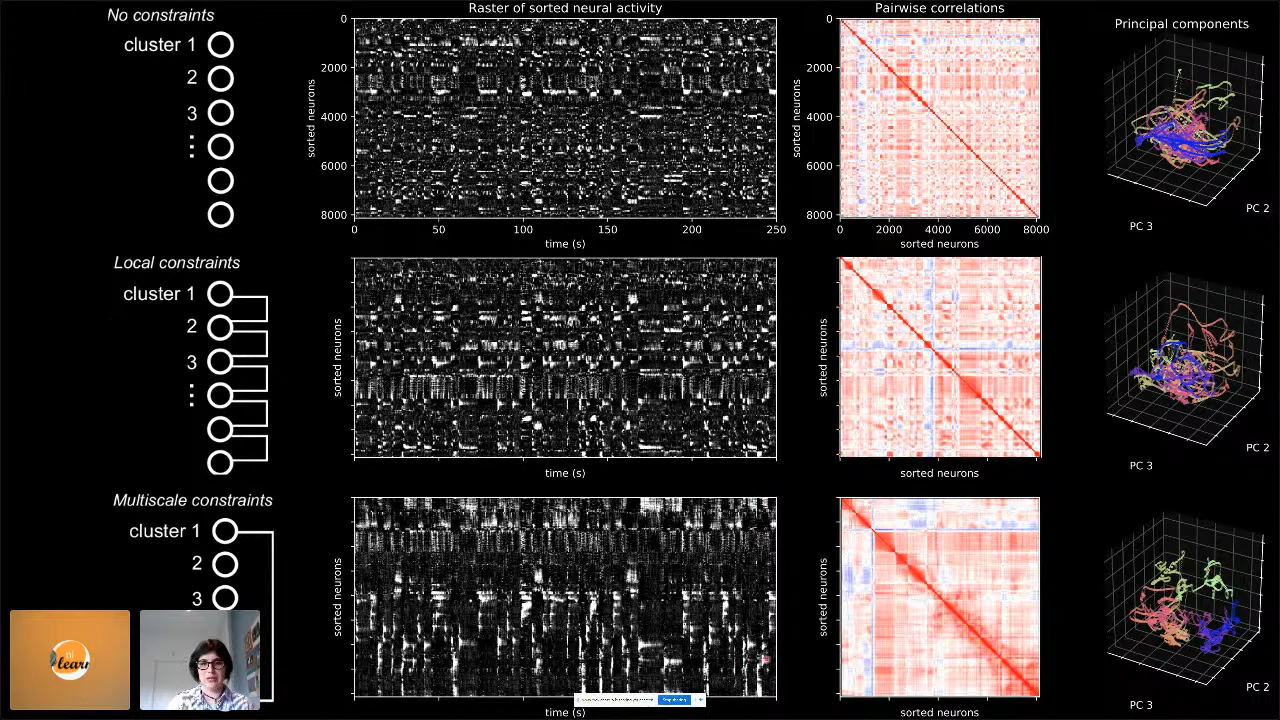 No constraints
cluster 1
2
3
...
Raster of sorted neural activity
sorted neurons
0
2000
4000
6000
8000
0
50
100
150
200
250
time (s)
Pairwise correlations
sorted neurons
0
2000
4000
6000
8000
0
2000
4000
6000
8000
sorted neurons
Principal components
PC 3
PC 2
Local constraints
cluster 1
2
3
...
sorted neurons
time (s)
sorted neurons
sorted neurons
PC 3
PC 2
Multiscale constraints
cluster 1
2
3
sorted neurons
time (s)
sorted neurons
sorted neurons
PC 3
PC 2
learn
Stop sharing